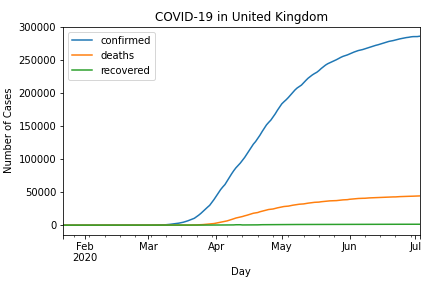 COVID-19 in United Kingdom
confirmed
deaths
recovered
Number of Cases
300000
250000
200000
150000
100000
50000
0
Feb
2020
Mar
Apr
May
Jun
Jul
Day